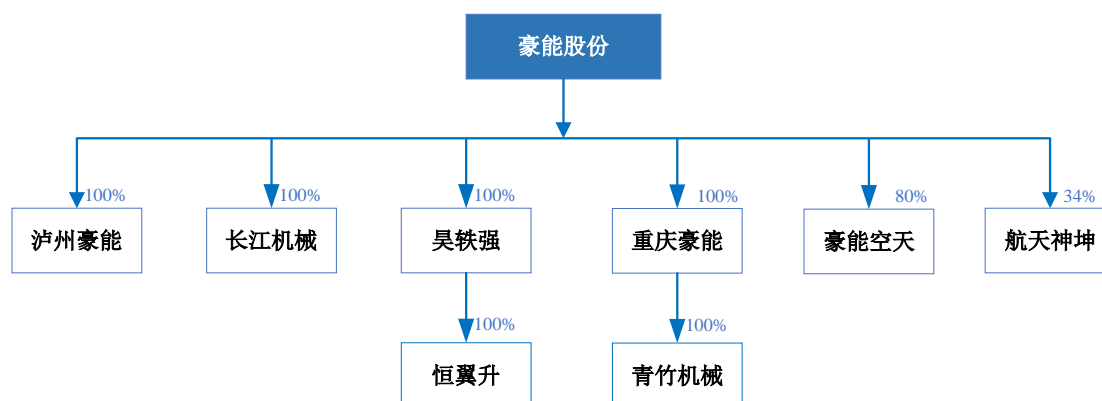 豪能股份
100%
100%
100%
100%
80%
34%
泸州豪能
长江机械
昊轶强
重庆豪能
豪能空天
航天神坤
100%
100%
恒翼升
青竹机械